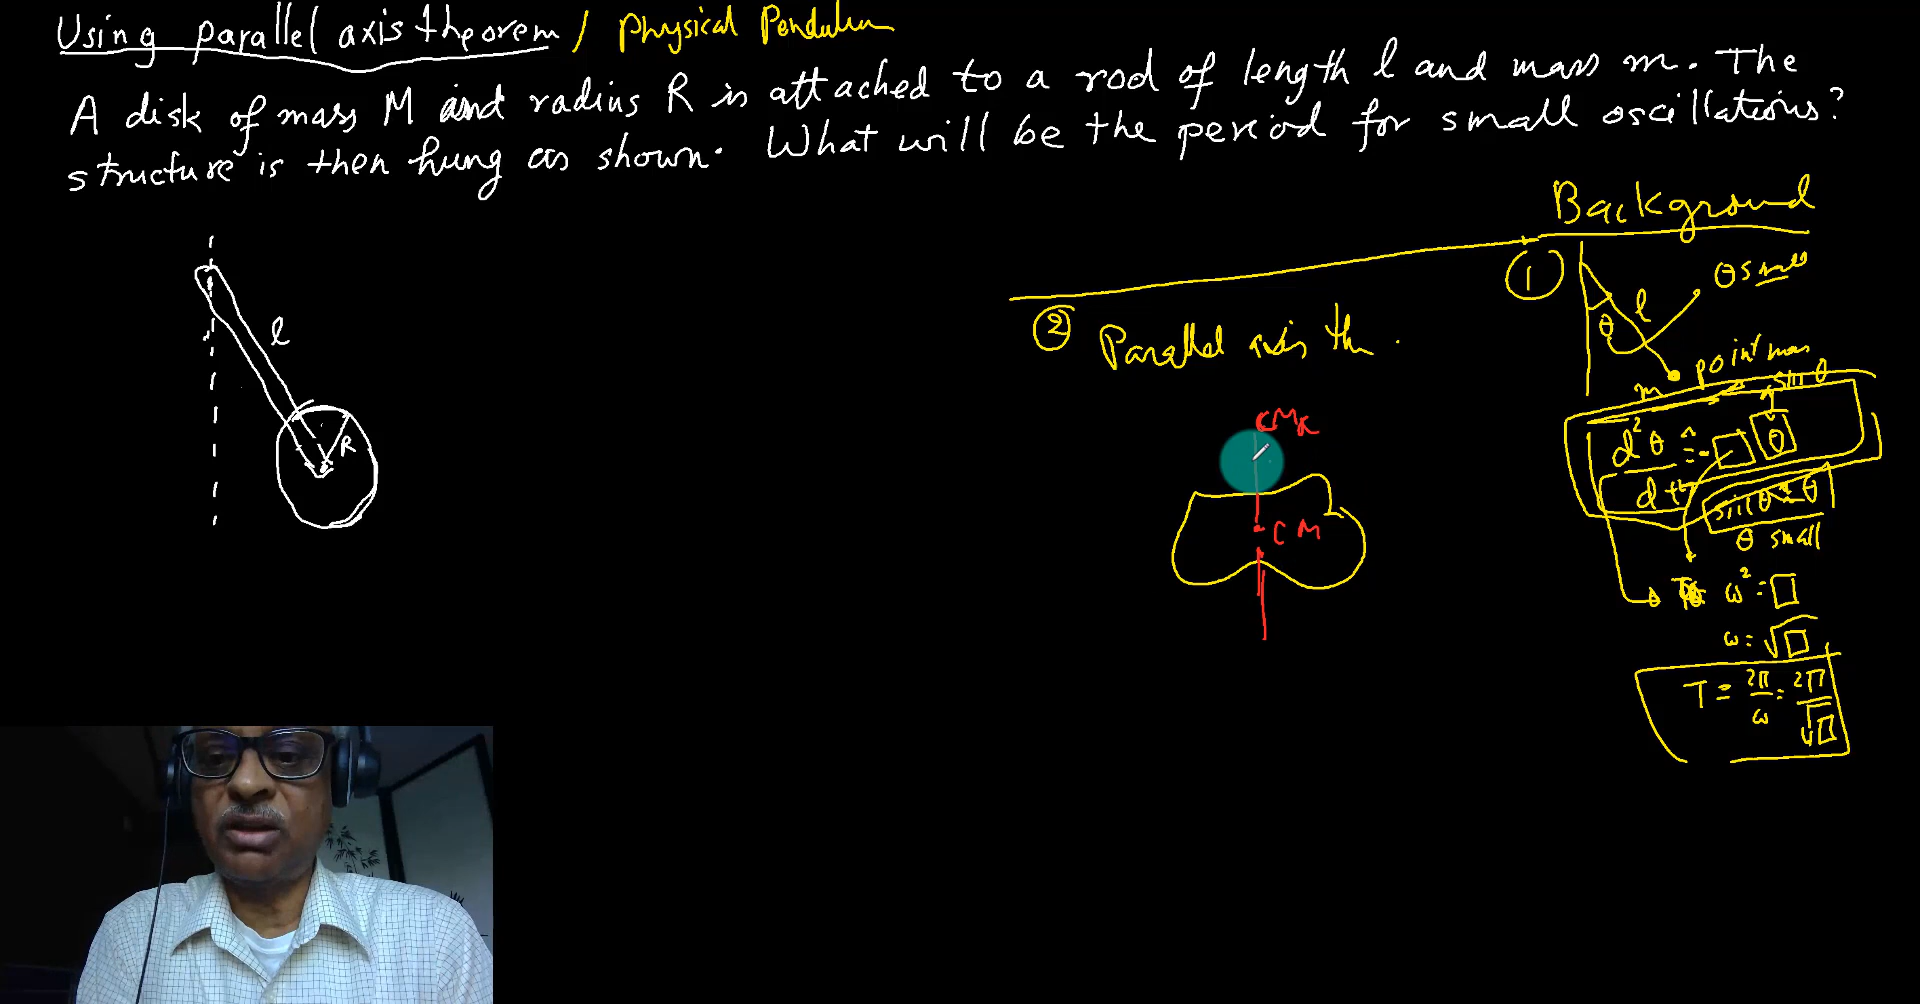 Using parallel axis theorem / Physical Pendulum
A disk of mass M and radius R is attached to a rod of length l and mass m. The
structure is then hung as shown. What will be the period for small oscillations?
Background
①
θ small
θ
l
point mass
m
sin θ
d²θ
= - □ θ
sin θ ≈ θ
θ small
ω² = □
ω = √□
T = 2π/ω = 2π/√□
② Parallel axis th.
CM
l
R